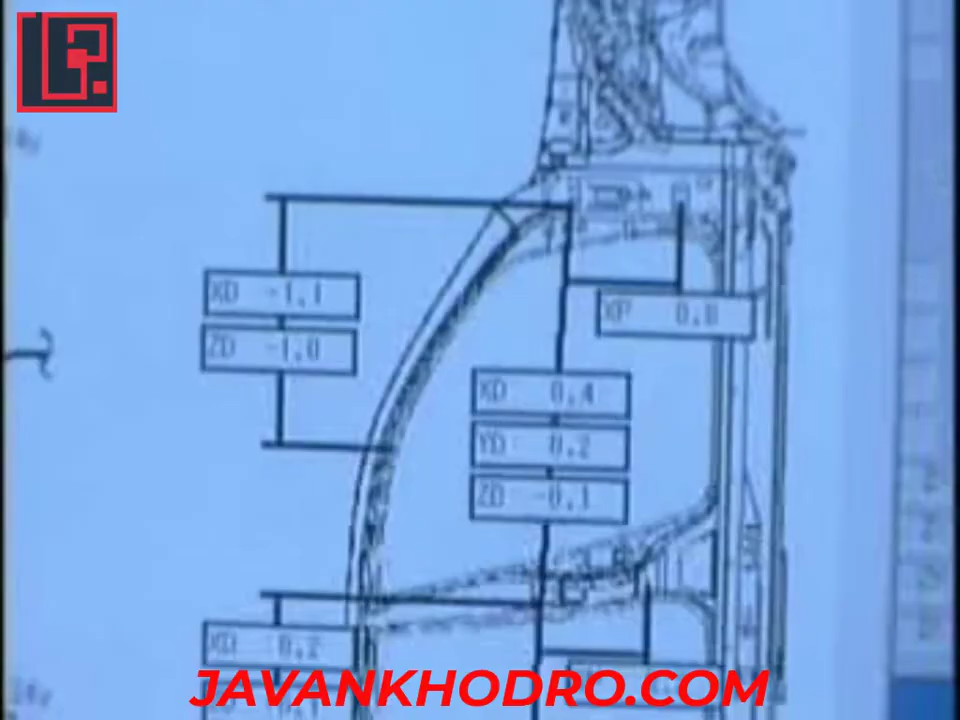 XD -1.1
ZD -1.0
XP 0.0
XD 0.4
YD 0.2
ZD -0.1
XD 0.2
JAVANKHODRO.COM